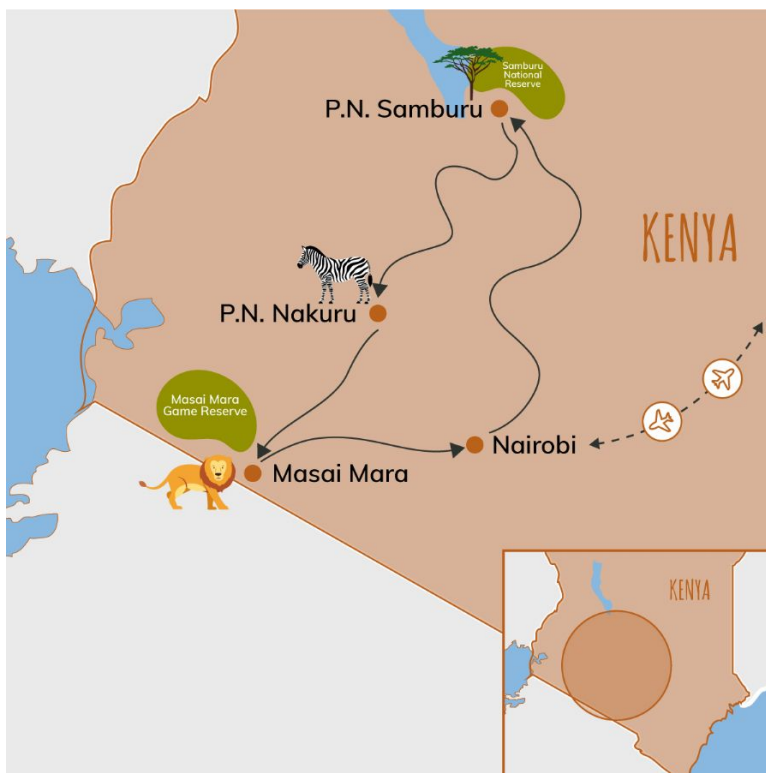 Samburu
National
Reserve
P.N. Samburu
KENYA
P.N. Nakuru
Masai Mara
Game Reserve
Nairobi
Masai Mara
KENYA